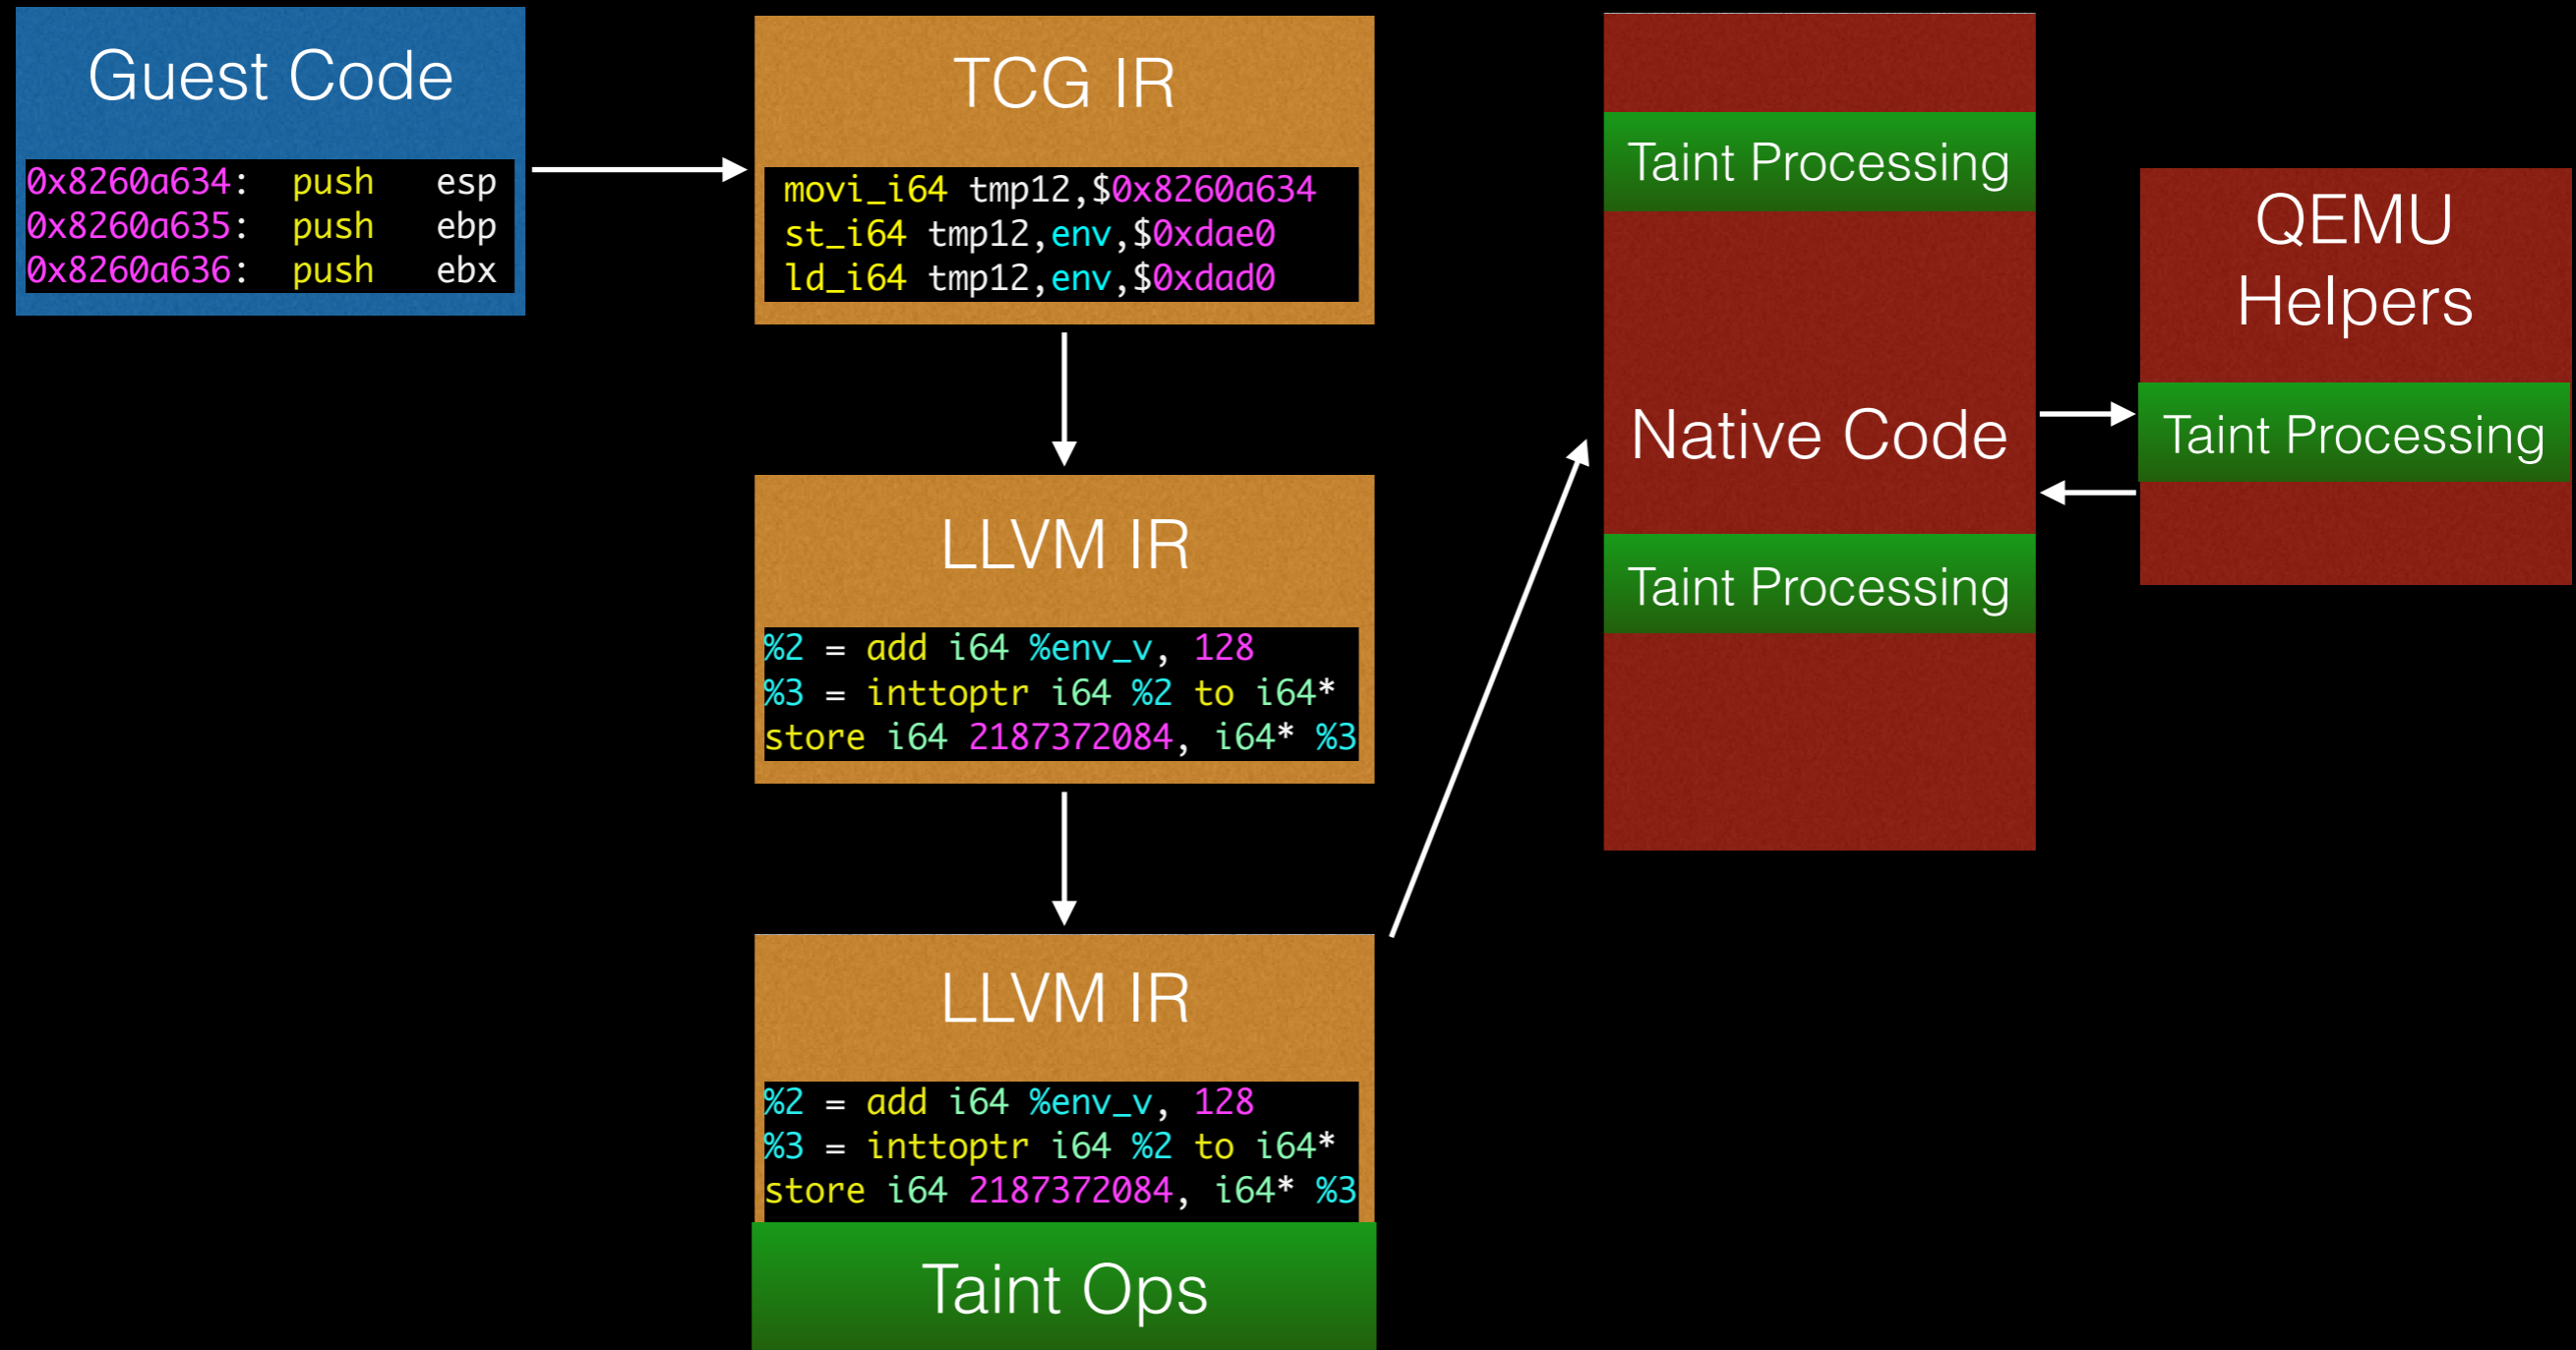 Guest Code
0x8260a634:  push   esp
0x8260a635:  push   ebp
0x8260a636:  push   ebx
TCG IR
movi_i64 tmp12,$0x8260a634
st_i64 tmp12,env,$0xdae0
ld_i64 tmp12,env,$0xdad0
LLVM IR
%2 = add i64 %env_v, 128
%3 = inttoptr i64 %2 to i64*
store i64 2187372084, i64* %3
LLVM IR
%2 = add i64 %env_v, 128
%3 = inttoptr i64 %2 to i64*
store i64 2187372084, i64* %3
Taint Ops
Taint Processing
Native Code
Taint Processing
QEMU
Helpers
Taint Processing